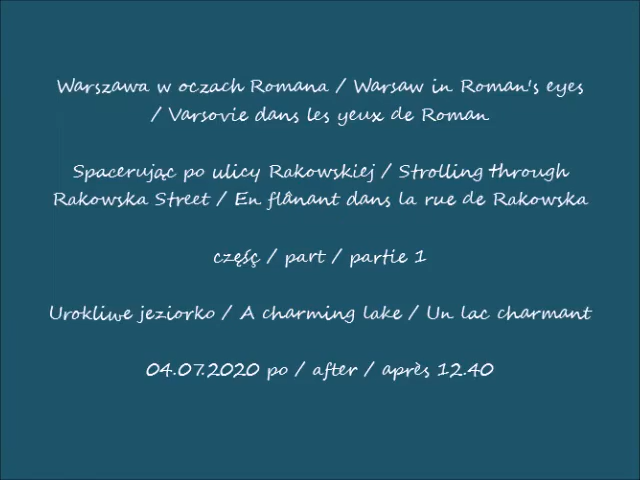 Warszawa w oczach Romana / Warsaw in Roman's eyes
/ Varsovie dans les yeux de Roman
Spacerując po ulicy Rakowskiej / Strolling through
Rakowska Street / En flânant dans la rue de Rakowska
częśç / part / partie 1
Urokliwe jeziorko / A charming lake / Un lac charmant
04.07.2020 po / after / après 12.40